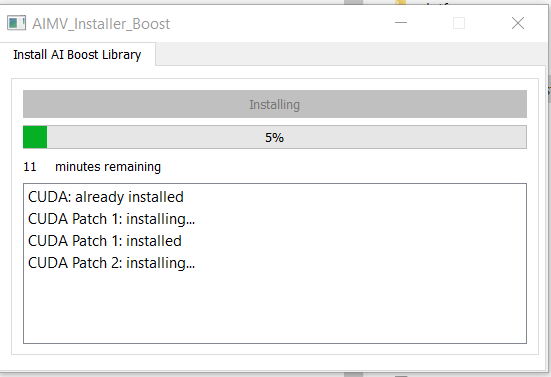 AIMV_Installer_Boost
Install AI Boost Library
Installing
5%
11 minutes remaining
CUDA: already installed
CUDA Patch 1: installing...
CUDA Patch 1: installed
CUDA Patch 2: installing...